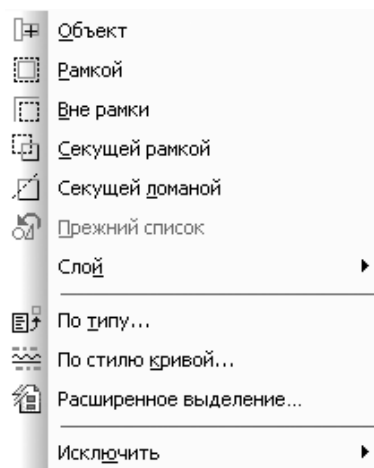 Объект
Рамкой
Вне рамки
Секущей рамкой
Секущей ломаной
Прежний список
Слой
По типу...
По стилю кривой...
Расширенное выделение...
Исключить